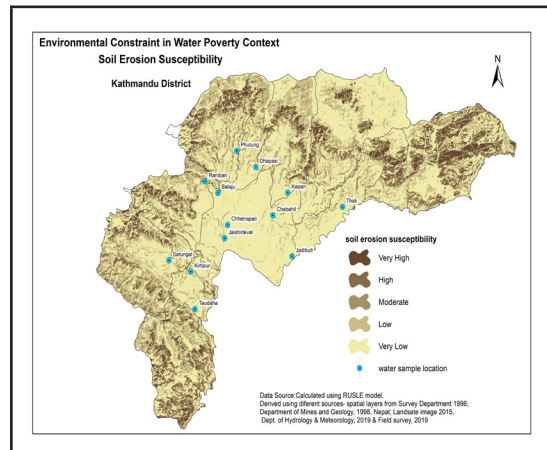 Environmental Constraint in Water Poverty Context
Soil Erosion Susceptibility
Kathmandu District
N
Phutung
Dhapasi
Raniban
Balaju
Kapan
Thali
Chabahil
Chhetrapati
Jaishideval
Jadibuti
Satungal
Kirtipur
Taudaha
soil erosion susceptibility
Very High
High
Moderate
Low
Very Low
water sample location
Data Source:Calculated using RUSLE model,
Derived using diferent sources- spatial layers from Survey Department 1996;
Department of Mines and Geology, 1998, Nepal; Landsate image 2015,
Dept. of Hydrology & Meteorology, 2019 & Field survey, 2019